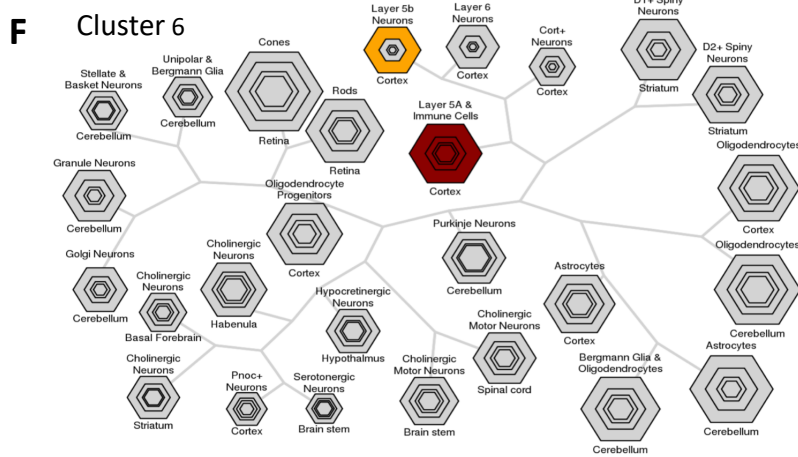 F
Cluster 6
Layer 5b
Neurons
Cortex
Layer 6
Neurons
Cortex
Cort+
Neurons
Cortex
D1+ Spiny
Neurons
Striatum
D2+ Spiny
Neurons
Striatum
Cones
Retina
Rods
Retina
Unipolar &
Bergmann Glia
Cerebellum
Stellate &
Basket Neurons
Cerebellum
Layer 5A &
Immune Cells
Cortex
Granule Neurons
Cerebellum
Oligodendrocyte
Progenitors
Cortex
Oligodendrocytes
Cortex
Purkinje Neurons
Cerebellum
Golgi Neurons
Cerebellum
Cholinergic
Neurons
Habenula
Cholinergic
Neurons
Basal Forebrain
Hypocretinergic
Neurons
Hypothalmus
Astrocytes
Cortex
Oligodendrocytes
Cerebellum
Cholinergic
Motor Neurons
Spinal cord
Cholinergic
Neurons
Striatum
Pnoc+
Neurons
Cortex
Serotonergic
Neurons
Brain stem
Cholinergic
Motor Neurons
Brain stem
Bergmann Glia &
Oligodendrocytes
Cerebellum
Astrocytes
Cerebellum